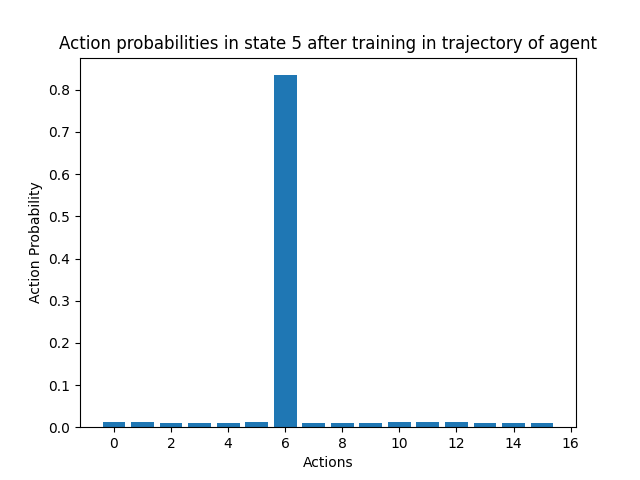 Action probabilities in state 5 after training in trajectory of agent
Action Probability
0.8
0.7
0.6
0.5
0.4
0.3
0.2
0.1
0.0
0 2 4 6 8 10 12 14 16
Actions